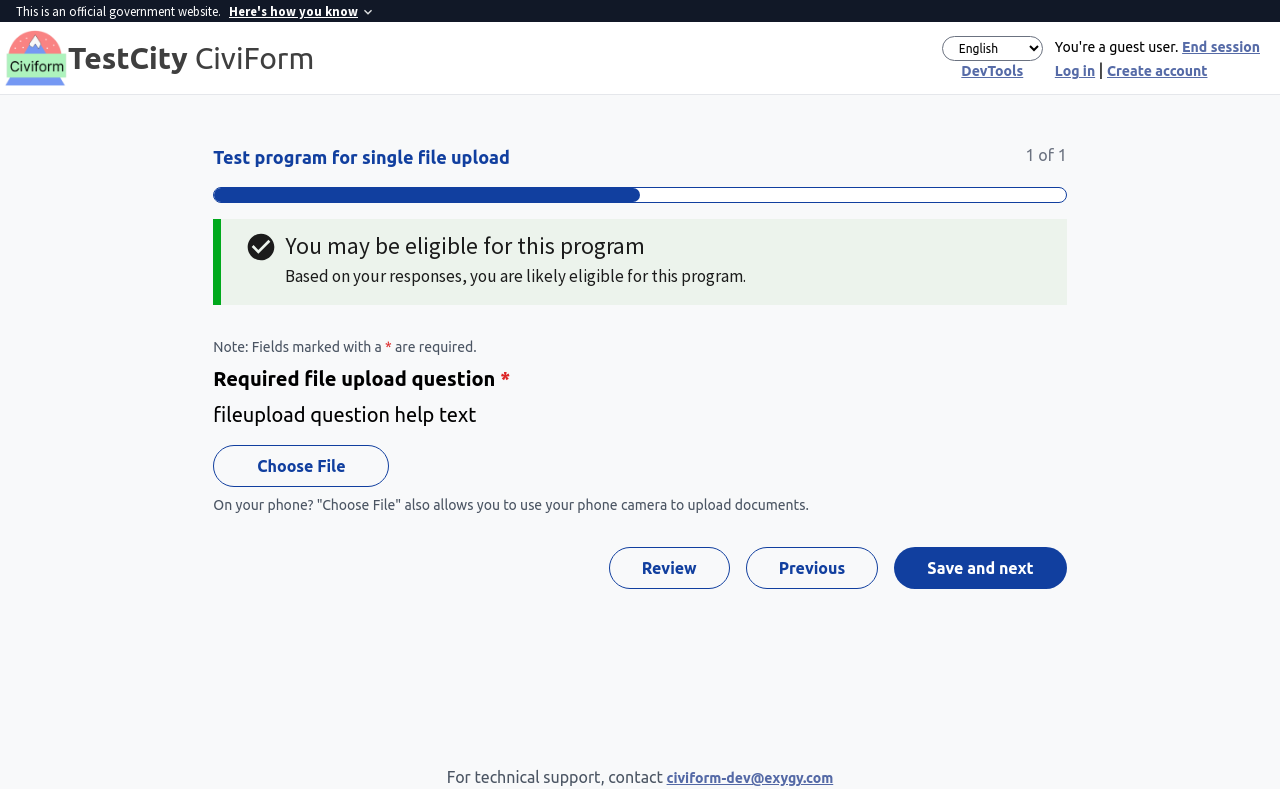 This is an official government website. Here's how you know
Civiform
TestCity CiviForm
English
You're a guest user. End session
DevTools
Log in | Create account
Test program for single file upload
1 of 1
You may be eligible for this program
Based on your responses, you are likely eligible for this program.
Note: Fields marked with a * are required.
Required file upload question *
fileupload question help text
Choose File
On your phone? "Choose File" also allows you to use your phone camera to upload documents.
Review
Previous
Save and next
For technical support, contact civiform-dev@exygy.com